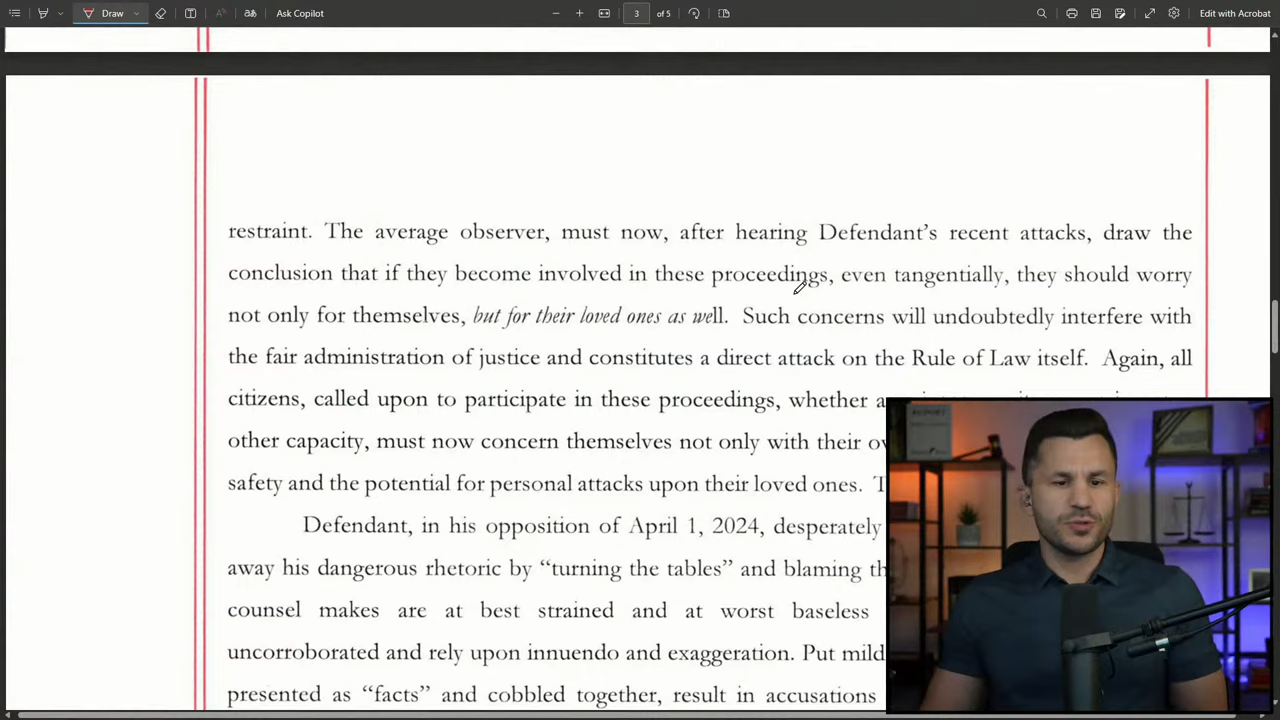 Draw
Ask Copilot
3
of 5
Edit with Acrobat
restraint. The average observer, must now, after hearing Defendant's recent attacks, draw the
conclusion that if they become involved in these proceedings, even tangentially, they should worry
not only for themselves, but for their loved ones as well. Such concerns will undoubtedly interfere with
the fair administration of justice and constitutes a direct attack on the Rule of Law itself. Again, all
citizens, called upon to participate in these proceedings, whether
other capacity, must now concern themselves not only with their
safety and the potential for personal attacks upon their loved ones.
Defendant, in his opposition of April 1, 2024, desperately
away his dangerous rhetoric by “turning the tables” and blaming
counsel makes are at best strained and at worst baseless
uncorroborated and rely upon innuendo and exaggeration. Put
presented as “facts” and cobbled together, result in accusations